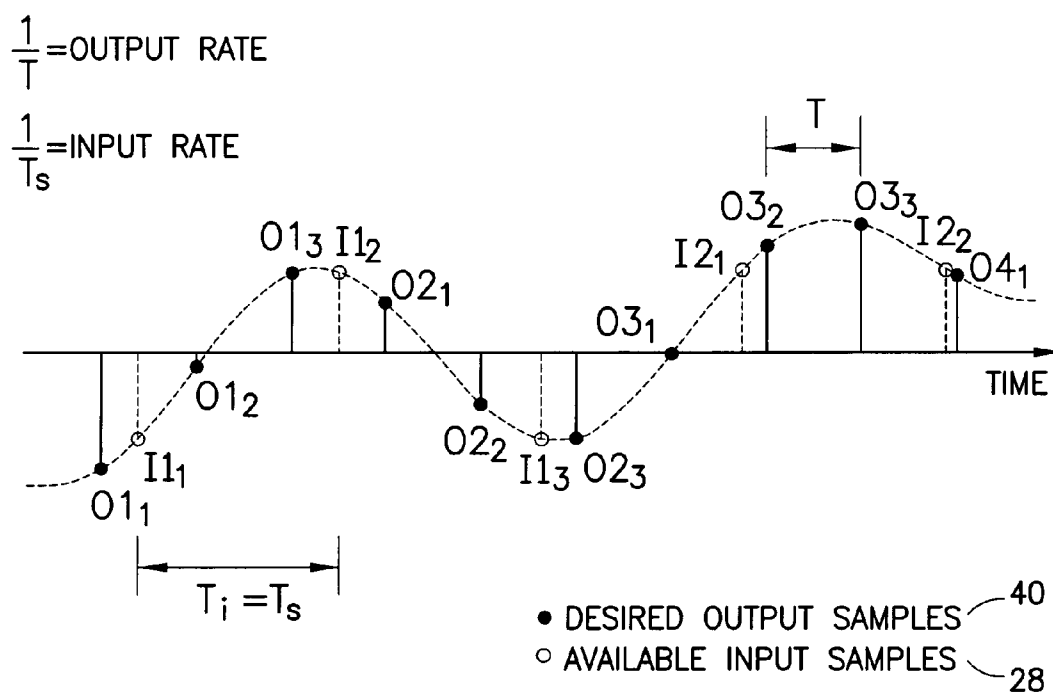 1/T =OUTPUT RATE
1/Ts =INPUT RATE
T
O1₃ I1₂
O2₁
O3₂
O3₃
I2₁
I2₂
O4₁
O3₁
TIME
O1₂
I1₁
O1₁
O2₂
I1₃
O2₃
Tᵢ =Tₛ
● DESIRED OUTPUT SAMPLES 40
○ AVAILABLE INPUT SAMPLES 28